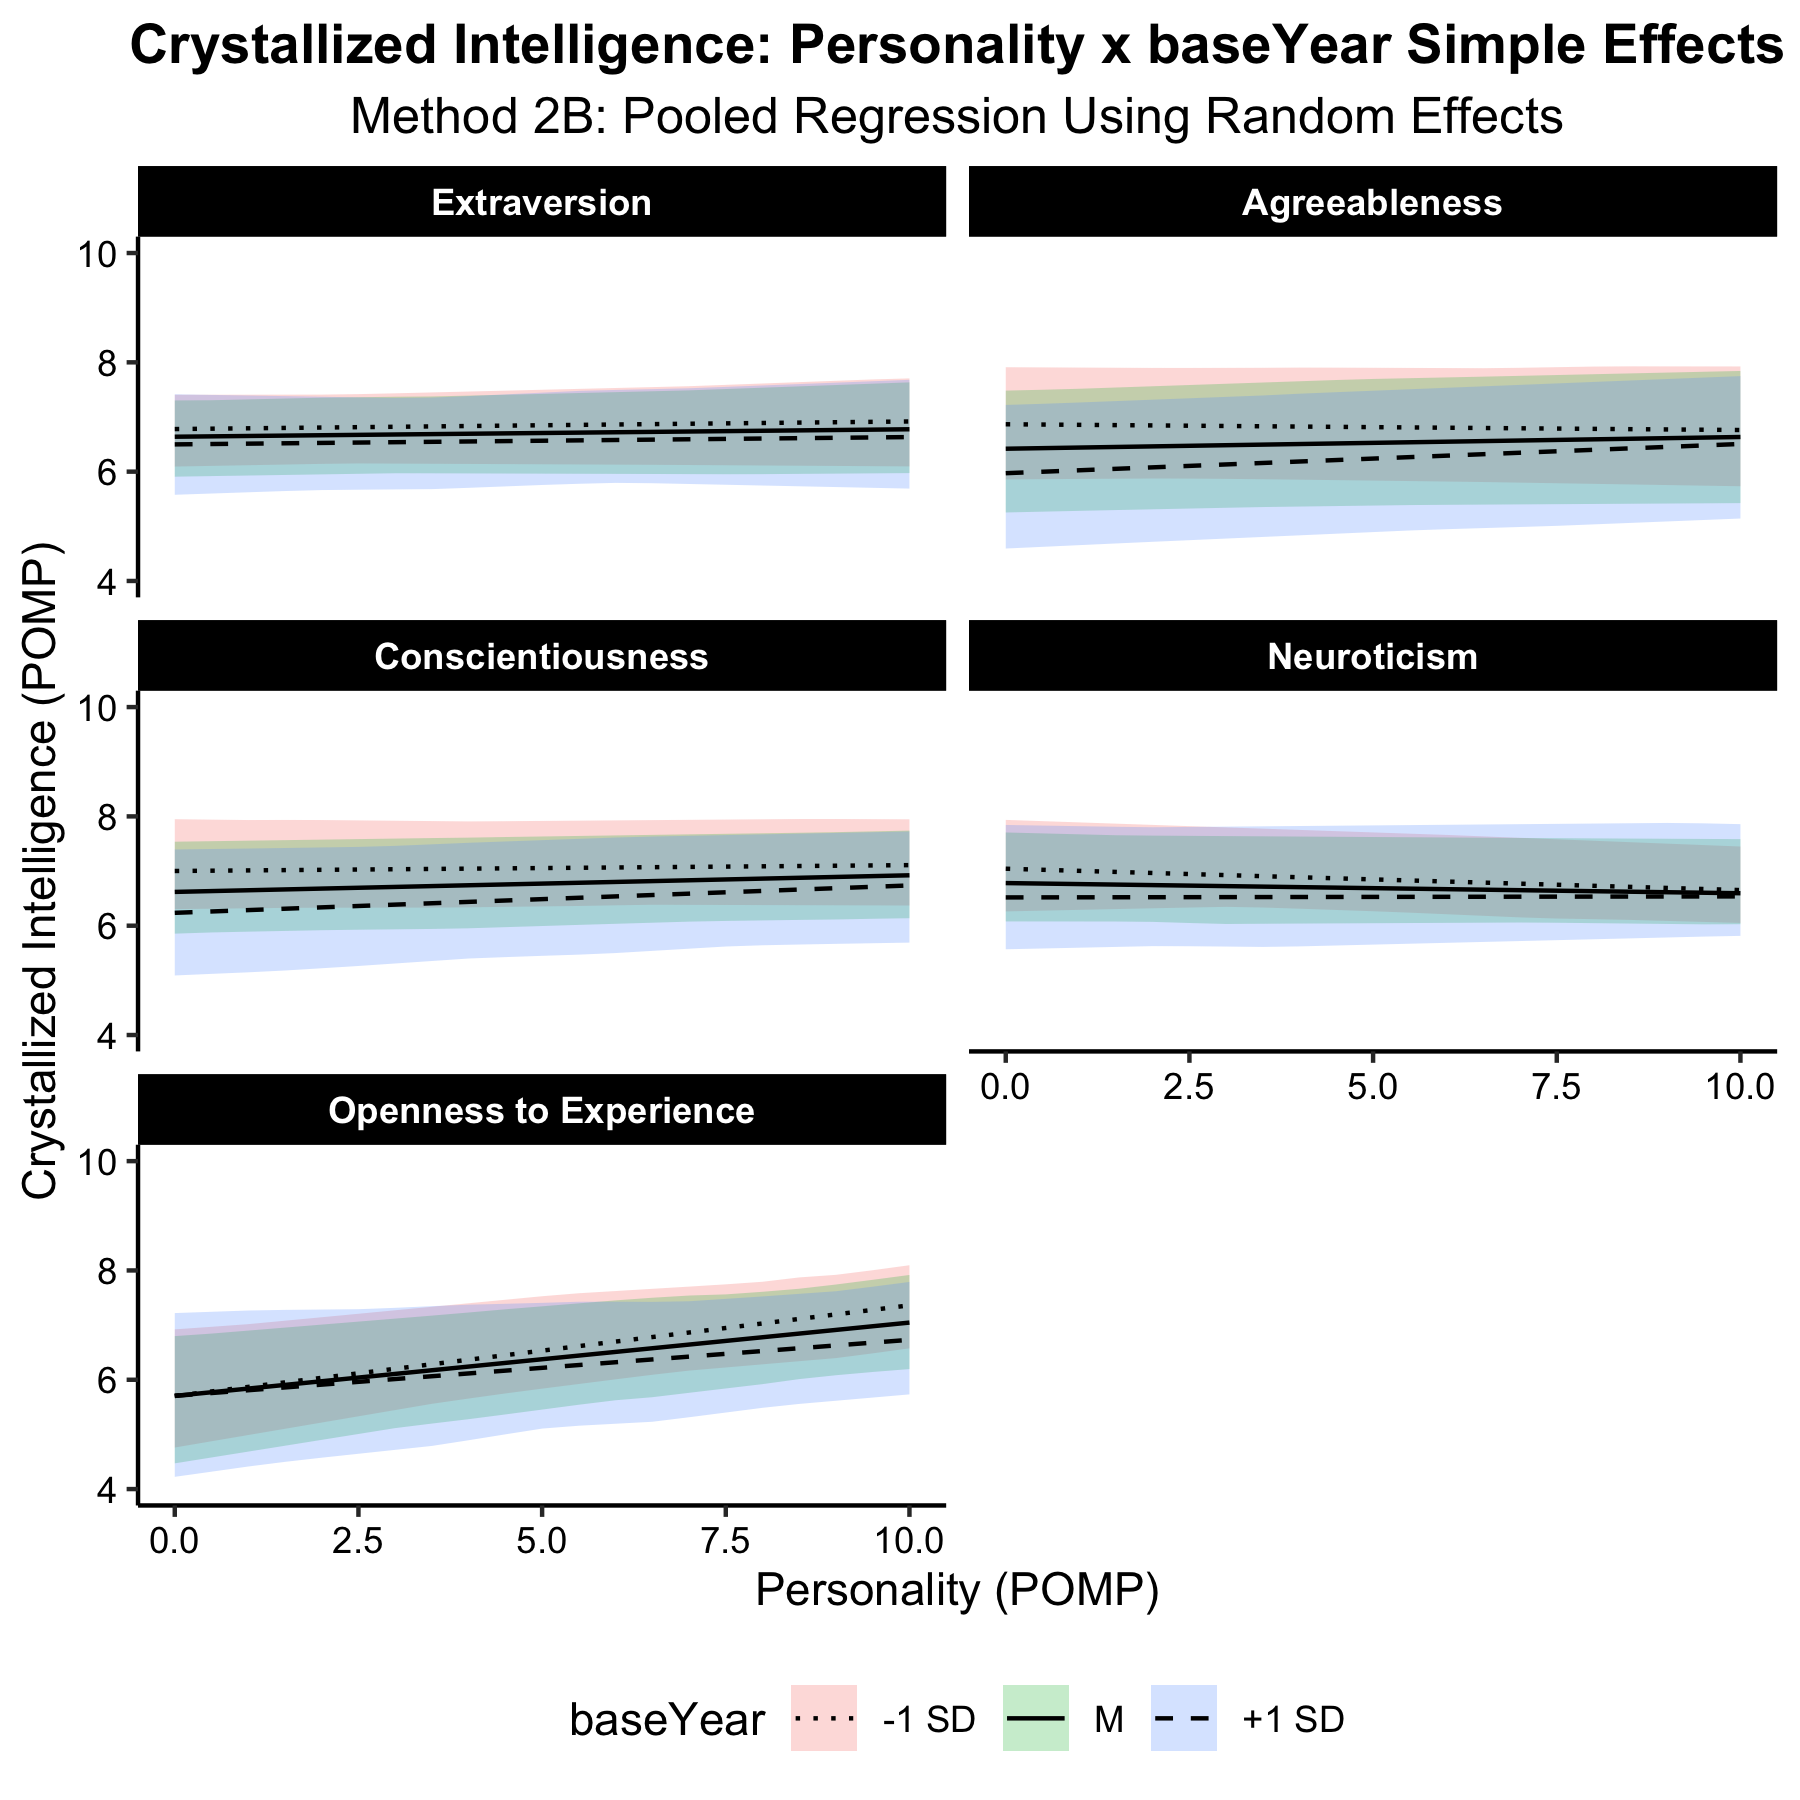 Crystallized Intelligence: Personality x baseYear Simple Effects
Method 2B: Pooled Regression Using Random Effects
Extraversion
Agreeableness
10
8
6
4
Conscientiousness
Neuroticism
10
8
6
4
0.0 2.5 5.0 7.5 10.0
Openness to Experience
10
8
6
4
0.0 2.5 5.0 7.5 10.0
Crystallized Intelligence (POMP)
Personality (POMP)
baseYear -1 SD M +1 SD